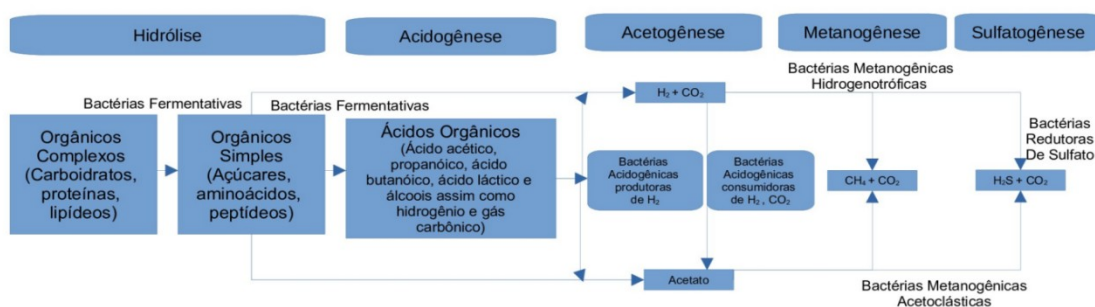 Hidrólise
Acidogênese
Acetogênese
Metanogênese
Sulfatogênese
Bactérias Fermentativas
Orgânicos
Complexos
(Carboidratos,
proteínas,
lipídeos)
Orgânicos
Simples
(Açúcares,
aminoácidos,
peptídeos)
Bactérias Fermentativas
Ácidos Orgânicos
(Ácido acético,
propanóico, ácido
butanóico, ácido láctico e
álcoois assim como
hidrogênio e gás
carbônico)
H₂ + CO₂
Bactérias
Acidogênicas
produtoras
de H₂
Bactérias
Acidogênicas
consumidoras
de H₂ , CO₂
Acetato
Bactérias Metanogênicas
Hidrogenotróficas
CH₄ + CO₂
Bactérias
Redutoras
De Sulfato
H₂S + CO₂
Bactérias Metanogênicas
Acetoclásticas